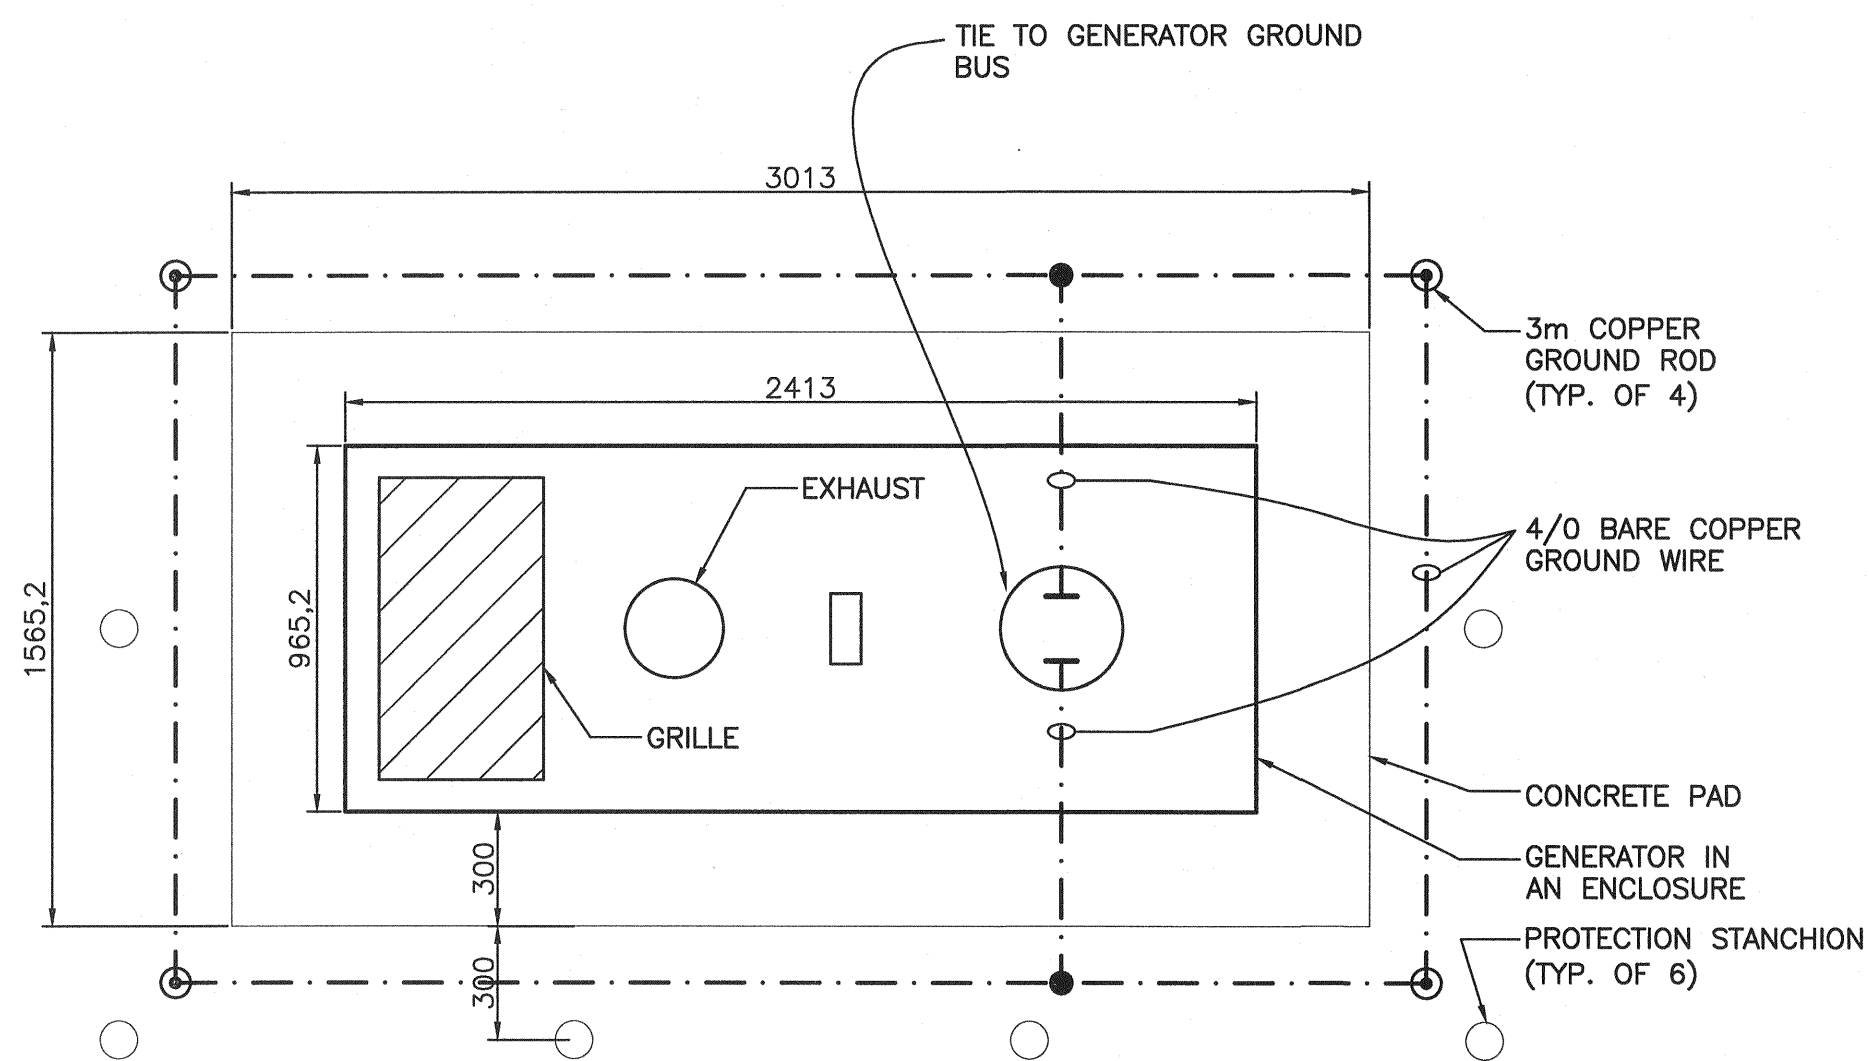 TIE TO GENERATOR GROUND
BUS
3013
3m COPPER
GROUND ROD
(TYP. OF 4)
2413
EXHAUST
4/0 BARE COPPER
GROUND WIRE
1565,2
965,2
GRILLE
CONCRETE PAD
300
GENERATOR IN
AN ENCLOSURE
PROTECTION STANCHION
(TYP. OF 6)
300